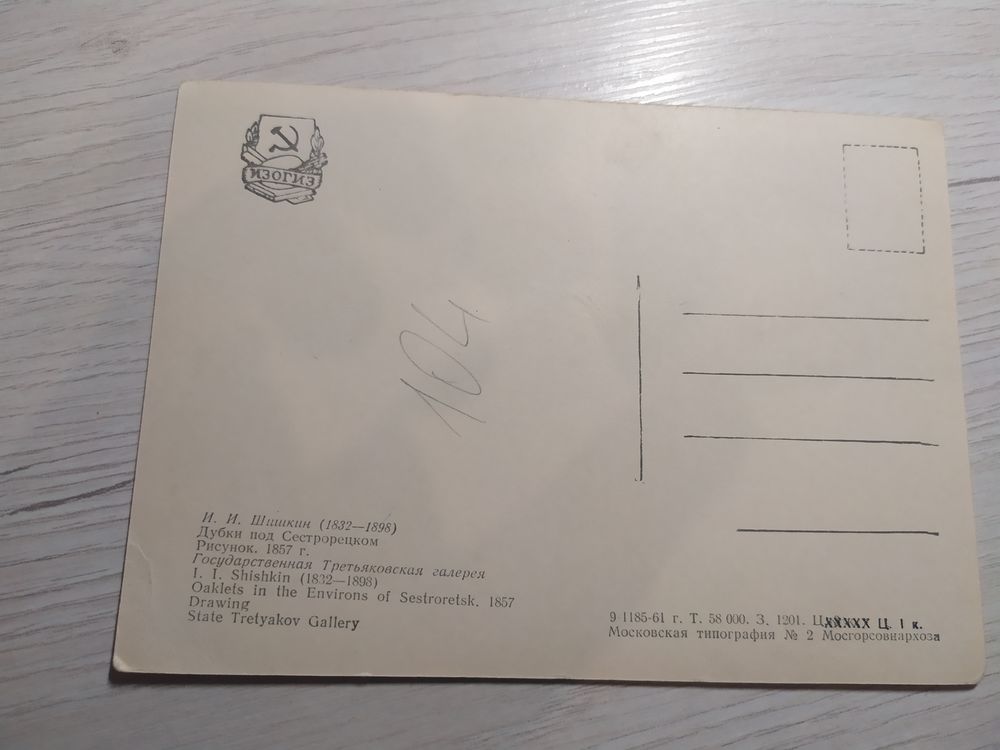 ИЗОГИЗ
104
И. И. Шишкин (1832—1898)
Дубки под Сестрорецком
Рисунок. 1857 г.
Государственная Третьяковская галерея
I. I. Shishkin (1832—1898)
Oaklets in the Environs of Sestroretsk. 1857
Drawing
State Tretyakov Gallery
9-1185-61 г. Т. 58 000. З. 1201. XXXXX Ц. 1 к.
Московская типография № 2 Мосгорсовнархоза